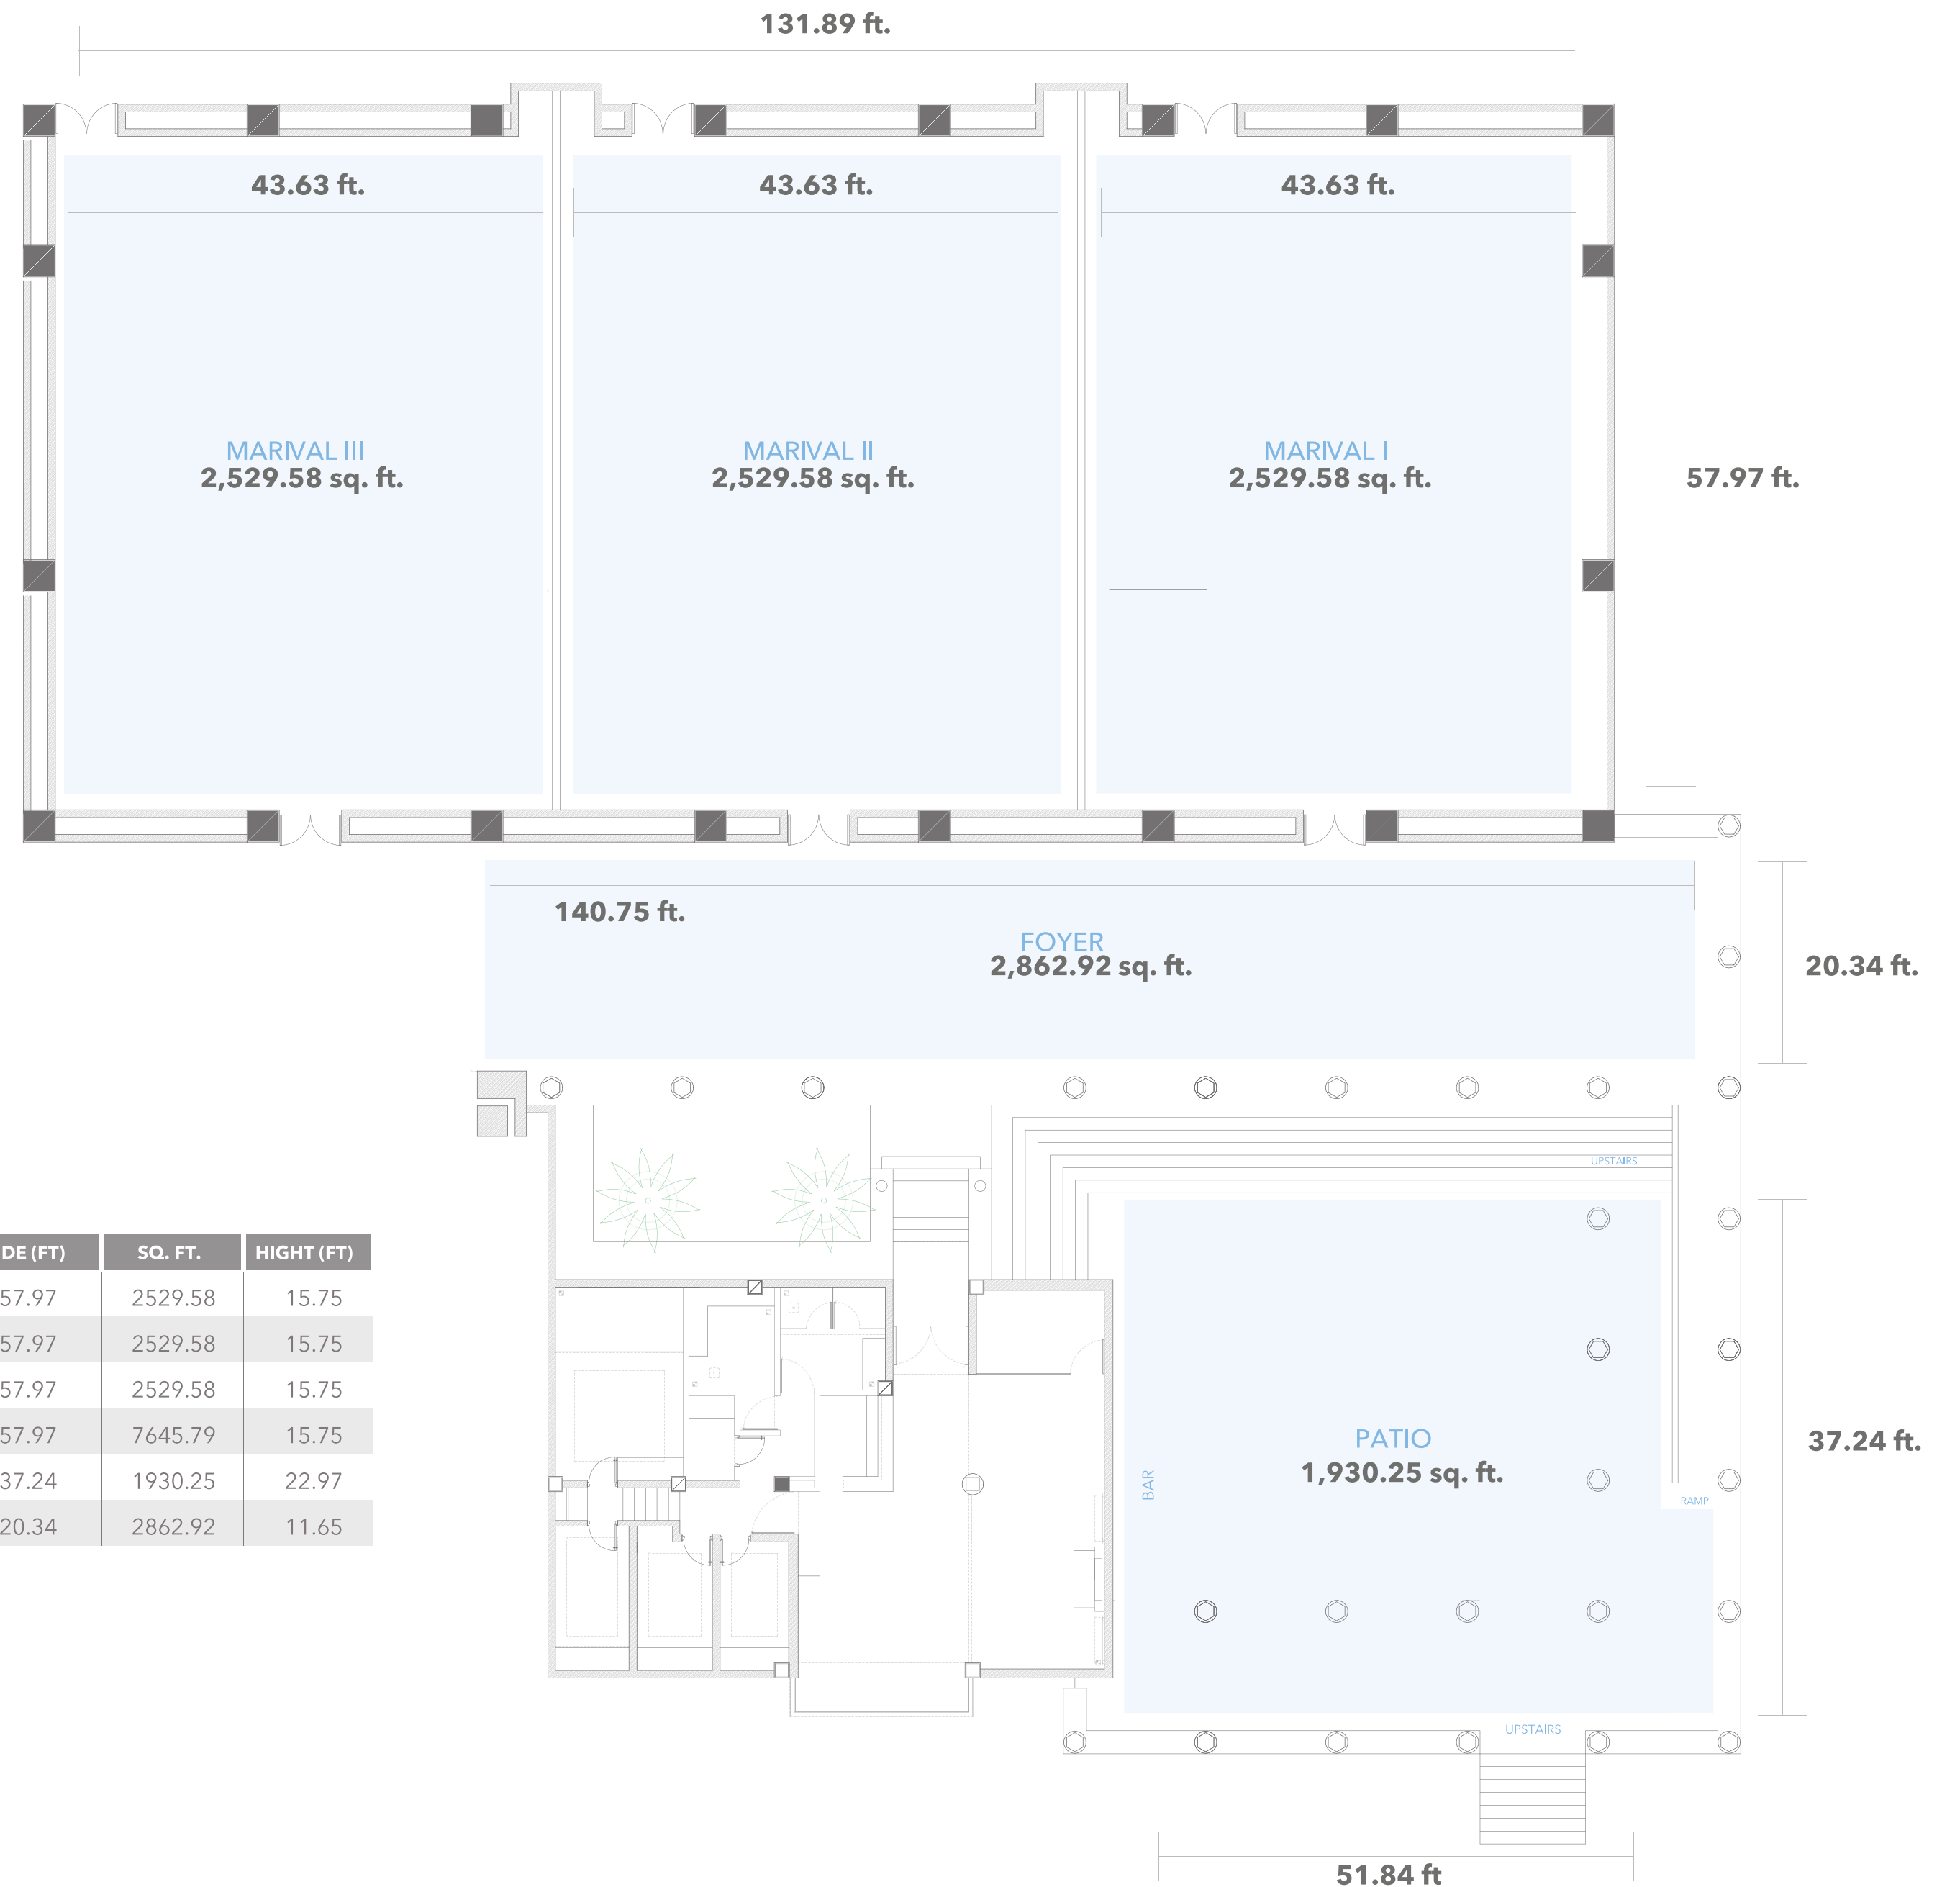 131.89 ft.
43.63 ft.
43.63 ft.
43.63 ft.
MARIVAL III
2,529.58 sq. ft.
MARIVAL II
2,529.58 sq. ft.
MARIVAL I
2,529.58 sq. ft.
57.97 ft.
140.75 ft.
FOYER
2,862.92 sq. ft.
20.34 ft.
UPSTAIRS
DE (FT) SQ. FT. HIGHT (FT)
57.97 2529.58 15.75
57.97 2529.58 15.75
57.97 2529.58 15.75
57.97 7645.79 15.75
37.24 1930.25 22.97
20.34 2862.92 11.65
PATIO
1,930.25 sq. ft.
37.24 ft.
BAR
RAMP
UPSTAIRS
51.84 ft